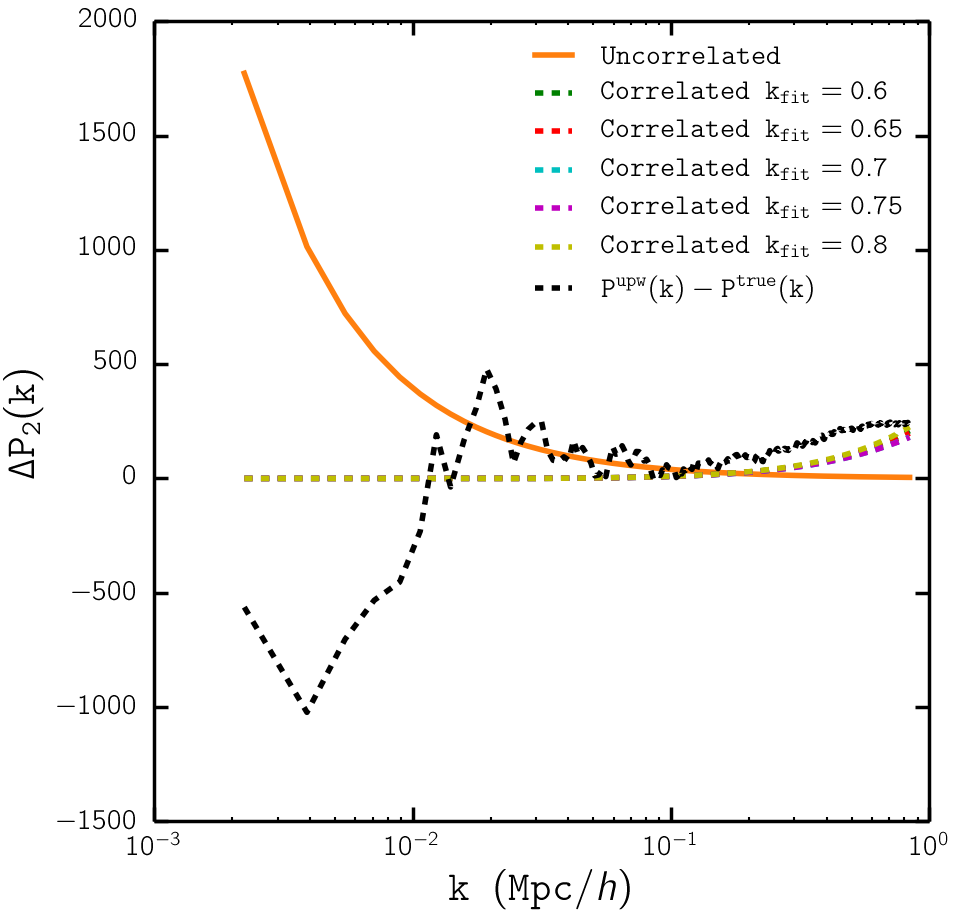 2000
1500
1000
500
0
−500
−1000
−1500
ΔP₂(k)
10⁻³
10⁻²
10⁻¹
10⁰
k (Mpc/h)
Uncorrelated
Correlated k_fit = 0.6
Correlated k_fit = 0.65
Correlated k_fit = 0.7
Correlated k_fit = 0.75
Correlated k_fit = 0.8
P^upw(k) − P^true(k)